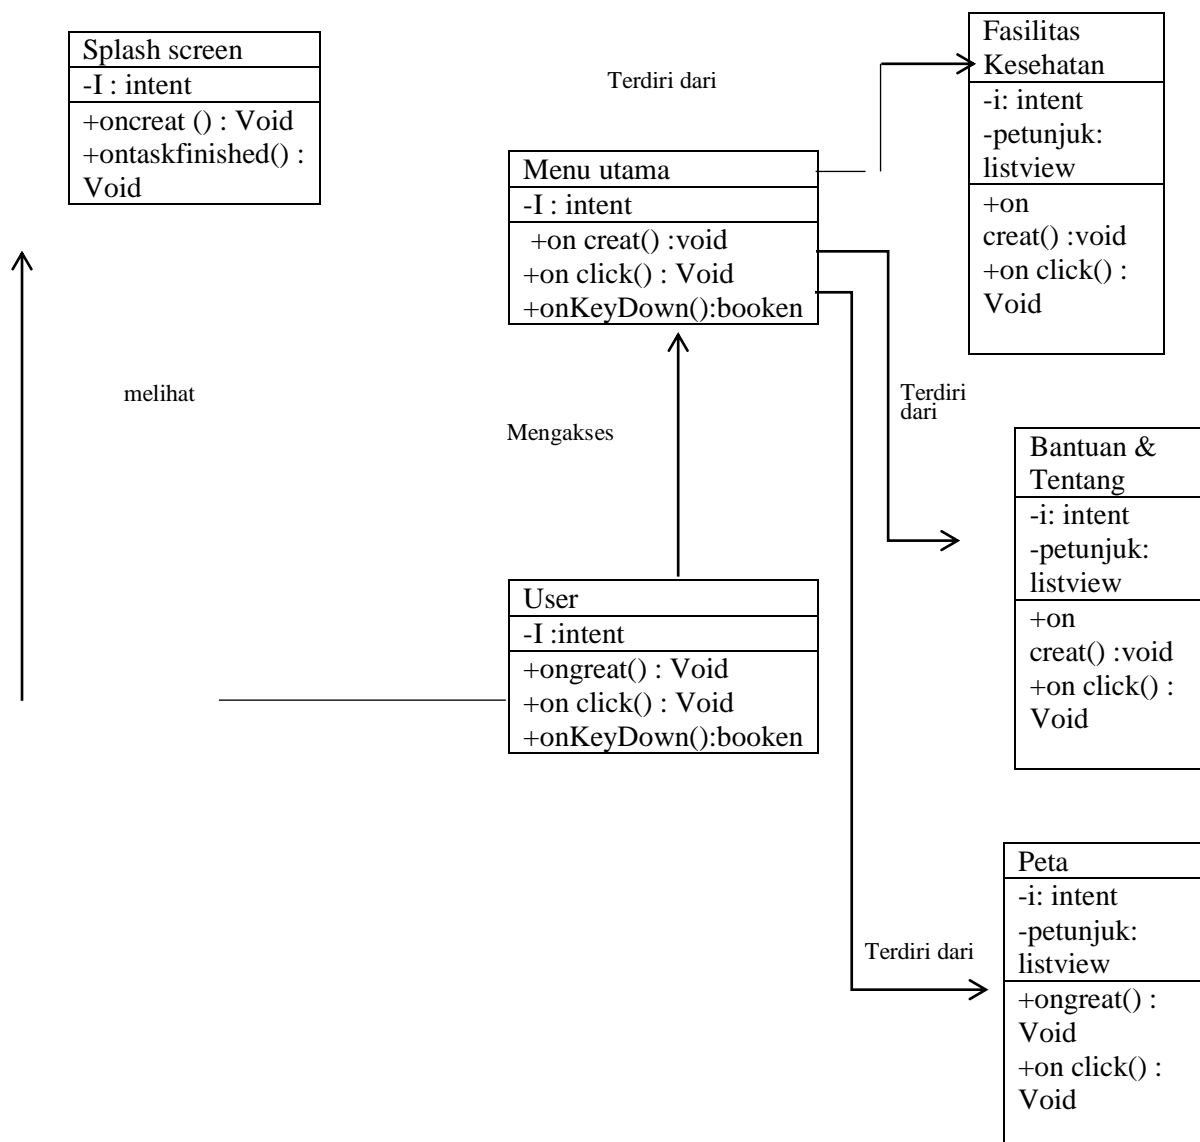 Splash screen
-I : intent
+oncreat () : Void
+ontaskfinished() :
Void
Terdiri dari
Fasilitas
Kesehatan
-i: intent
-petunjuk:
listview
+on
creat() :void
+on click() :
Void
Menu utama
-I : intent
+on creat() :void
+on click() : Void
+onKeyDown():booken
melihat
Mengakses
Terdiri
dari
Bantuan &
Tentang
-i: intent
-petunjuk:
listview
+on
creat() :void
+on click() :
Void
User
-I :intent
+ongreat() : Void
+on click() : Void
+onKeyDown():booken
Terdiri dari
Peta
-i: intent
-petunjuk:
listview
+ongreat() :
Void
+on click() :
Void